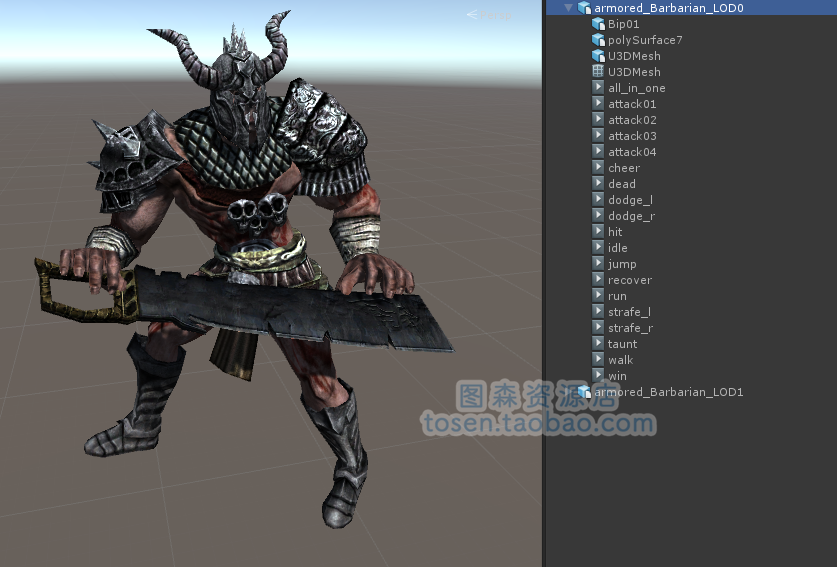 armored_Barbarian_LOD0
Bip01
polySurface7
U3DMesh
U3DMesh
all_in_one
attack01
attack02
attack03
attack04
cheer
dead
dodge_l
dodge_r
hit
idle
jump
recover
run
strafe_l
strafe_r
taunt
walk
win
armored_Barbarian_LOD1
图森资源店
tosen.taobao.com